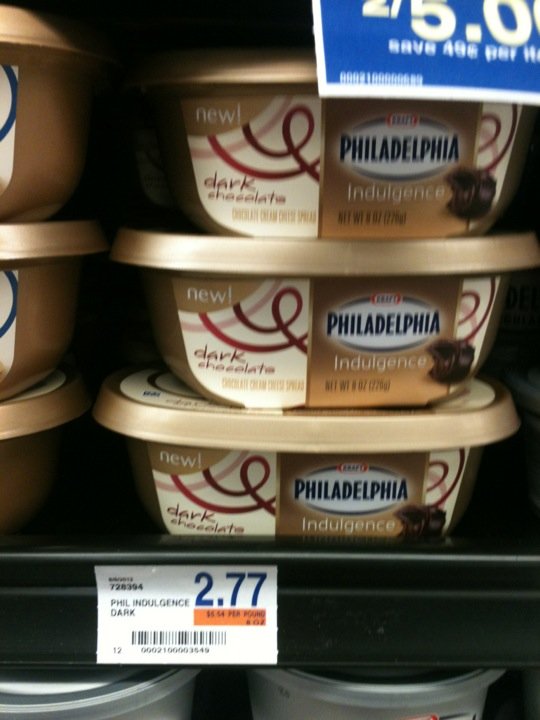 2/5.0
save 49¢ per it
new!
KRAFT
PHILADELPHIA
dark
chocolate
Indulgence
CHOCOLATE CREAM CHEESE SPREAD
NET WT 8 OZ (226g)
new!
KRAFT
PHILADELPHIA
dark
chocolate
Indulgence
CHOCOLATE CREAM CHEESE SPREAD
NET WT 8 OZ (226g)
new!
KRAFT
PHILADELPHIA
dark
chocolate
Indulgence
728394
2.77
PHIL INDULGENCE
DARK
$5.54 PER POUND
8 OZ
12 0002100003549